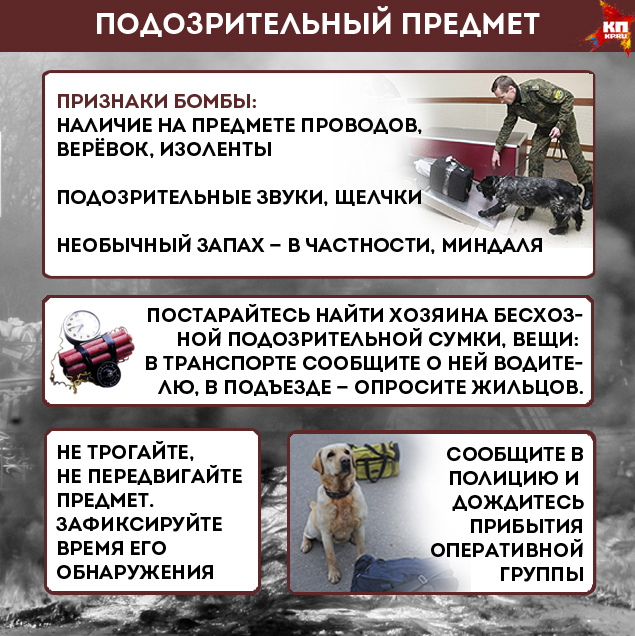 ПОДОЗРИТЕЛЬНЫЙ ПРЕДМЕТ
КП
KP.RU
ПРИЗНАКИ БОМБЫ:
НАЛИЧИЕ НА ПРЕДМЕТЕ ПРОВОДОВ,
ВЕРЁВОК, ИЗОЛЕНТЫ
ПОДОЗРИТЕЛЬНЫЕ ЗВУКИ, ЩЕЛЧКИ
НЕОБЫЧНЫЙ ЗАПАХ – В ЧАСТНОСТИ, МИНДАЛЯ
ПОСТАРАЙТЕСЬ НАЙТИ ХОЗЯИНА БЕСХОЗ-
НОЙ ПОДОЗРИТЕЛЬНОЙ СУМКИ, ВЕЩИ:
В ТРАНСПОРТЕ СООБЩИТЕ О НЕЙ ВОДИТЕ-
ЛЮ, В ПОДЪЕЗДЕ – ОПРОСИТЕ ЖИЛЬЦОВ.
НЕ ТРОГАЙТЕ,
НЕ ПЕРЕДВИГАЙТЕ
ПРЕДМЕТ.
ЗАФИКСИРУЙТЕ
ВРЕМЯ ЕГО
ОБНАРУЖЕНИЯ
СООБЩИТЕ В
ПОЛИЦИЮ И
ДОЖДИТЕСЬ
ПРИБЫТИЯ
ОПЕРАТИВНОЙ
ГРУППЫ